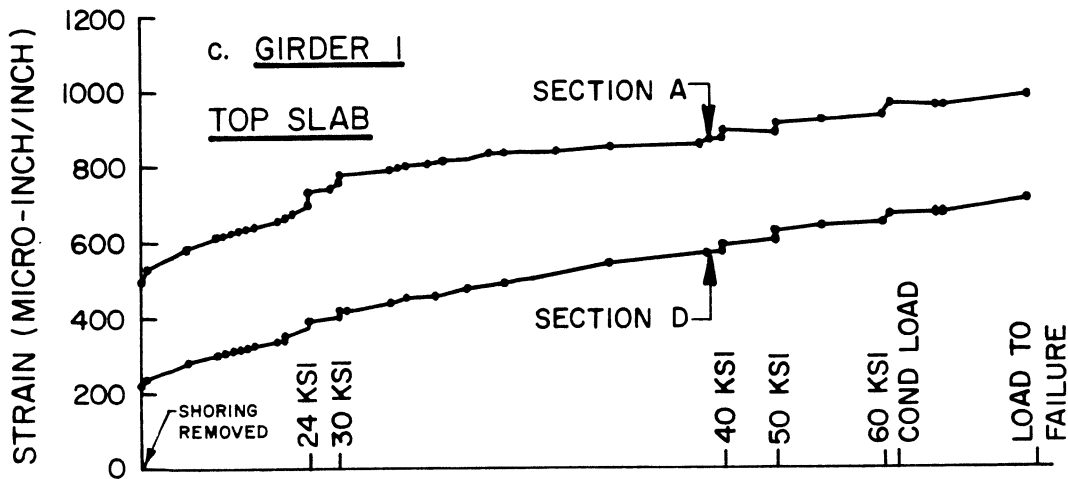 STRAIN (MICRO-INCH/INCH)
1200
1000
800
600
400
200
0
c. GIRDER 1
TOP SLAB
SECTION A
SECTION D
SHORING
REMOVED
24 KSI
30 KSI
40 KSI
50 KSI
60 KSI
COND LOAD
LOAD TO
FAILURE